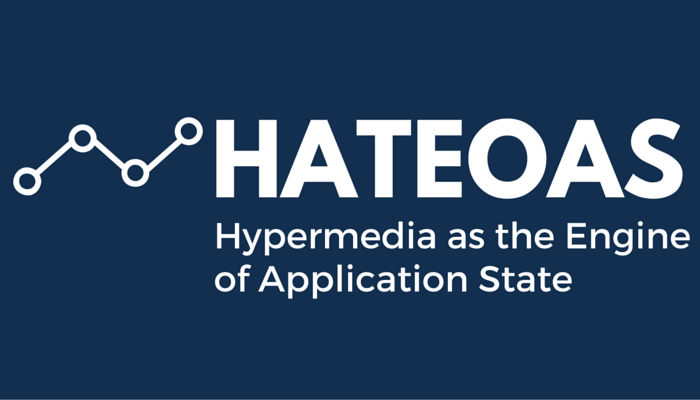 HATEOAS
Hypermedia as the Engine
of Application State